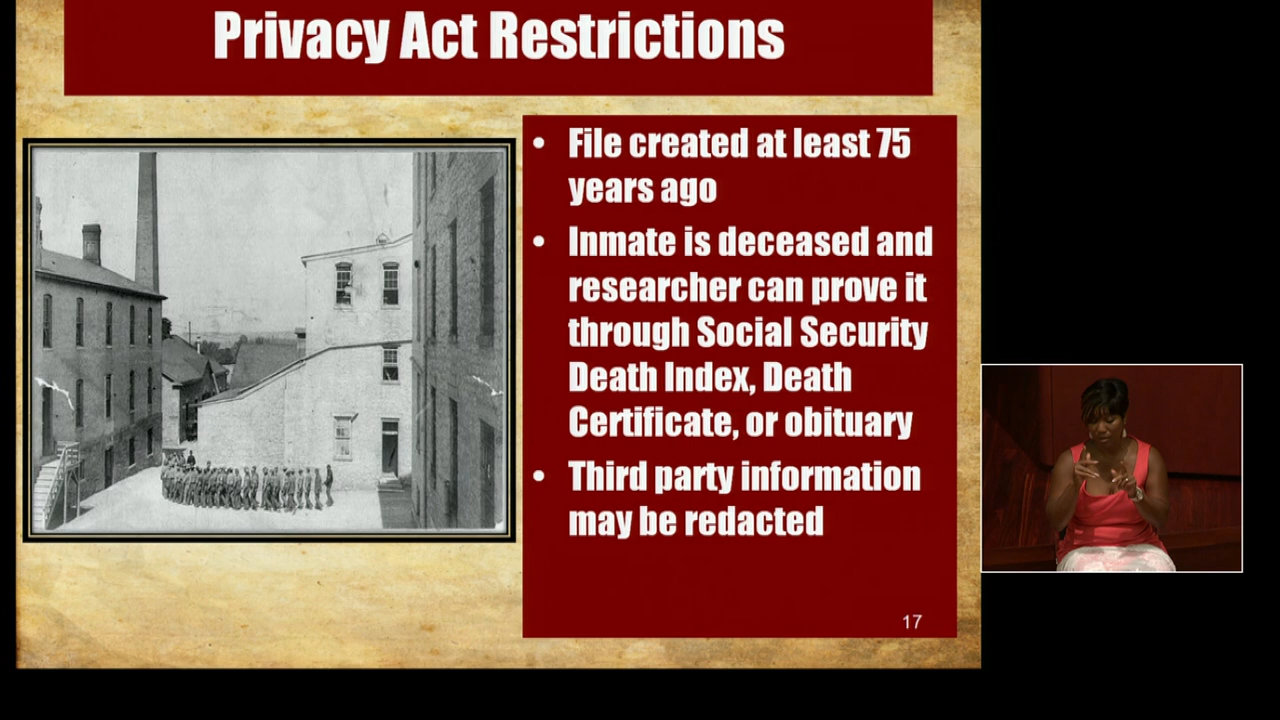 Privacy Act Restrictions
• File created at least 75
years ago
• Inmate is deceased and
researcher can prove it
through Social Security
Death Index, Death
Certificate, or obituary
• Third party information
may be redacted
17